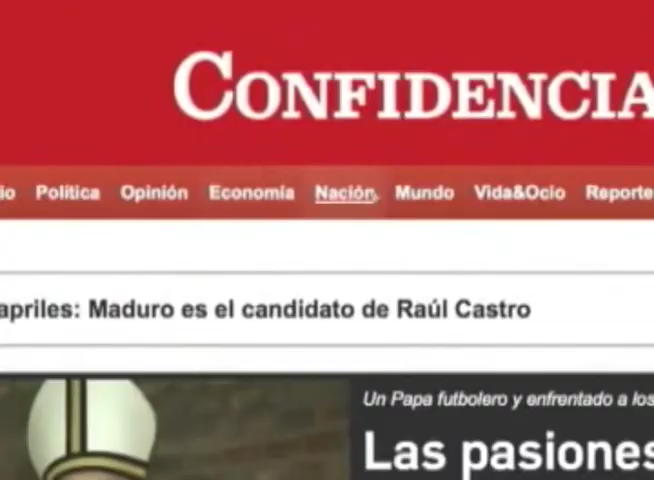 CONFIDENCIA
io Política Opinión Economía Nación Mundo Vida&Ocio Reporte
apriles: Maduro es el candidato de Raúl Castro
Un Papa futbolero y enfrentado a los
Las pasiones